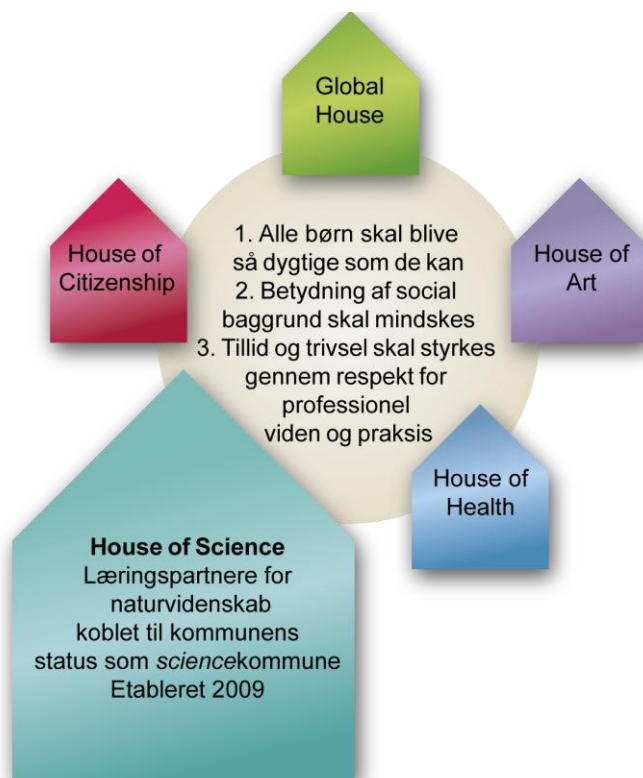 Global
House
House of
Citizenship
1. Alle børn skal blive
så dygtige som de kan
2. Betydning af social
baggrund skal mindskes
3. Tillid og trivsel skal styrkes
gennem respekt for
professionel
viden og praksis
House of
Art
House of
Health
House of Science
Læringspartnere for
naturvidenskab
koblet til kommunens
status som sciencekommune
Etableret 2009